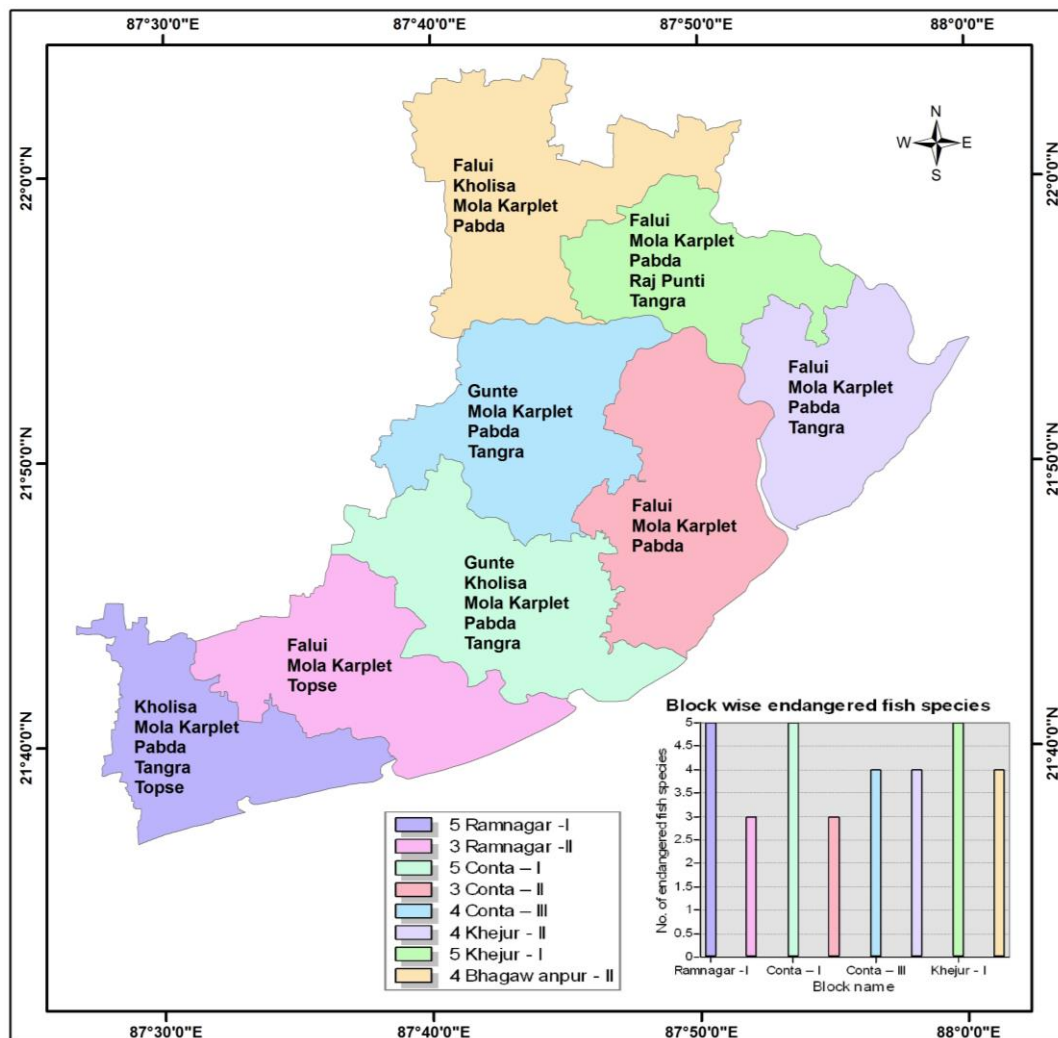 87°30'0"E 87°40'0"E 87°50'0"E 88°0'0"E
22°0'0"N
21°50'0"N
21°40'0"N
22°0'0"N
21°50'0"N
21°40'0"N
N
W E
S
Falui
Kholisa
Mola Karplet
Pabda
Falui
Mola Karplet
Pabda
Raj Punti
Tangra
Falui
Mola Karplet
Pabda
Tangra
Gunte
Mola Karplet
Pabda
Tangra
Falui
Mola Karplet
Pabda
Gunte
Kholisa
Mola Karplet
Pabda
Tangra
Falui
Mola Karplet
Topse
Kholisa
Mola Karplet
Pabda
Tangra
Topse
5 Ramnagar -I
3 Ramnagar -II
5 Conta – I
3 Conta – II
4 Conta – III
4 Khejur - II
5 Khejur - I
4 Bhagaw anpur - II
Block wise endangered fish species
No. of endangered fish species
5
4.5
4
3.5
3
2.5
2
1.5
1
0.5
0
Ramnagar - I Conta – I Conta – III Khejur - I
Block name
87°30'0"E 87°40'0"E 87°50'0"E 88°0'0"E